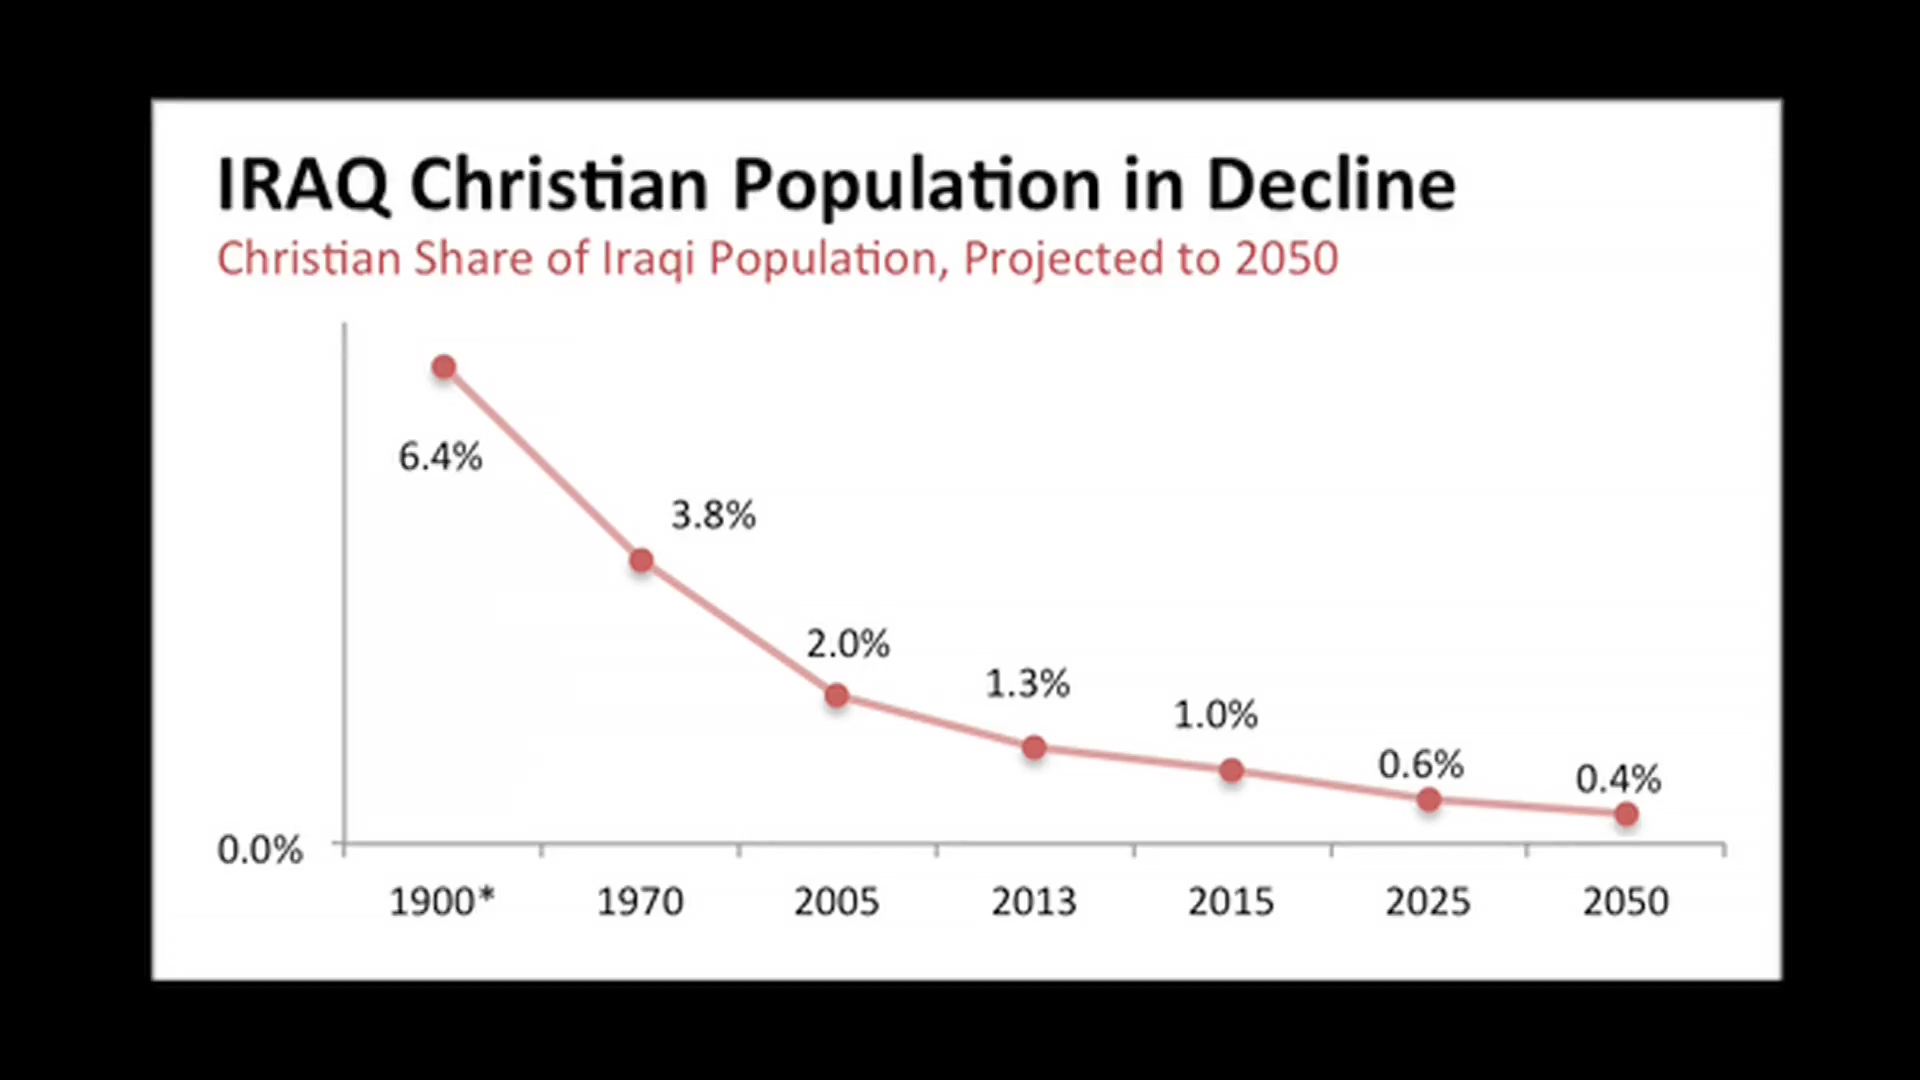 IRAQ Christian Population in Decline
Christian Share of Iraqi Population, Projected to 2050
6.4%
3.8%
2.0%
1.3%
1.0%
0.6%
0.4%
0.0%
1900* 1970 2005 2013 2015 2025 2050